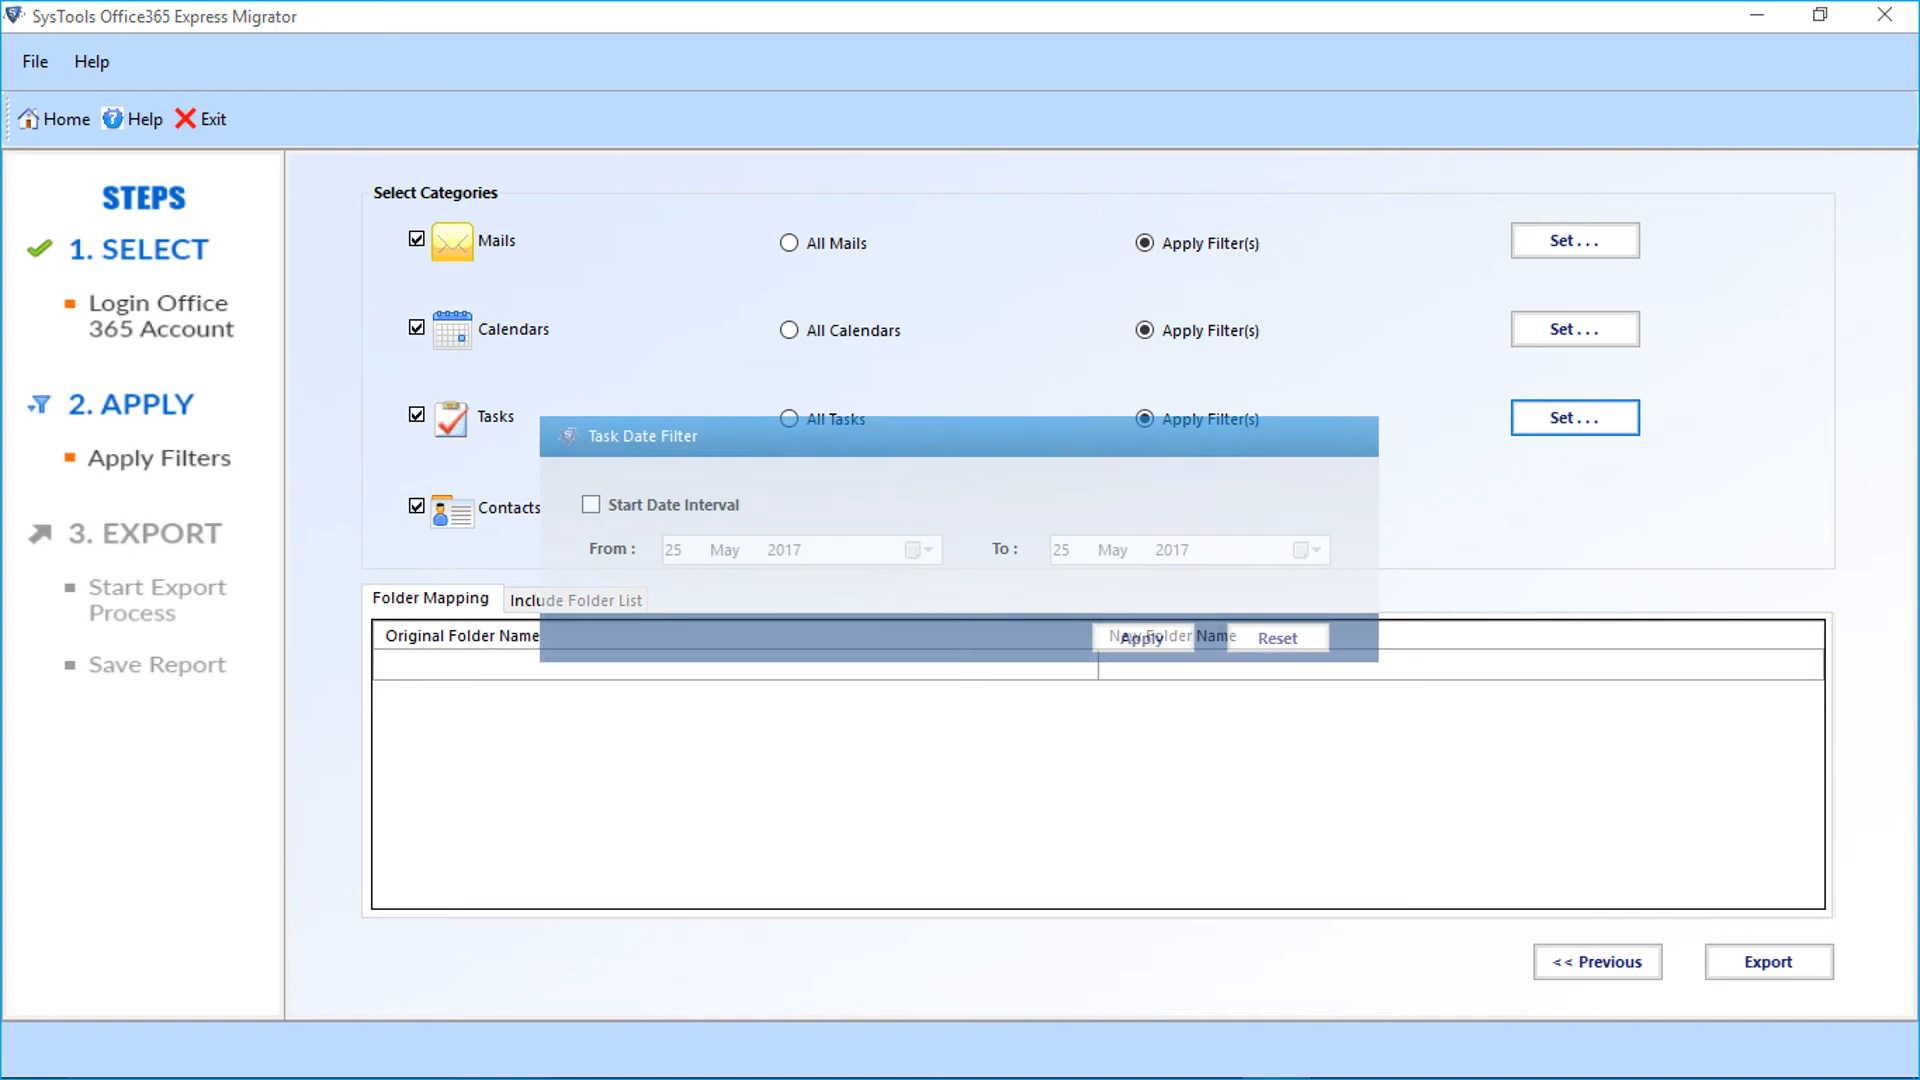 SysTools Office365 Express Migrator
File Help
Home Help Exit
STEPS
1. SELECT
Login Office
365 Account
2. APPLY
Apply Filters
3. EXPORT
Start Export
Process
Save Report
Select Categories
Mails All Mails Apply Filter(s) Set . . .
Calendars All Calendars Apply Filter(s) Set . . .
Tasks All Tasks Apply Filter(s) Set . . .
Task Date Filter
Contacts
Start Date Interval
From : 25 May 2017 To : 25 May 2017
Folder Mapping Include Folder List
Original Folder Name New Folder Name
Apply Reset
<< Previous Export